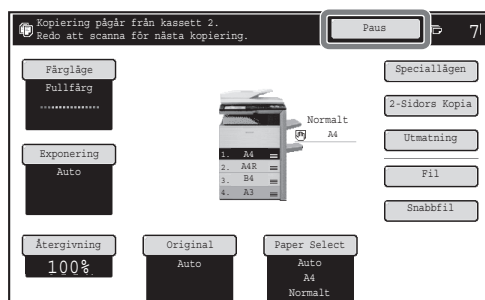 Kopiering pågår från kassett 2.
Redo att scanna för nästa kopiering.
Paus
7
Färgläge
Fullfärg
Exponering
Auto
Återgivning
100%
Original
Auto
Paper Select
Auto
A4
Normalt
Normalt
A4
1. A4
2. A4R
3. B4
4. A3
Speciallägen
2-Sidors Kopia
Utmatning
Fil
Snabbfil